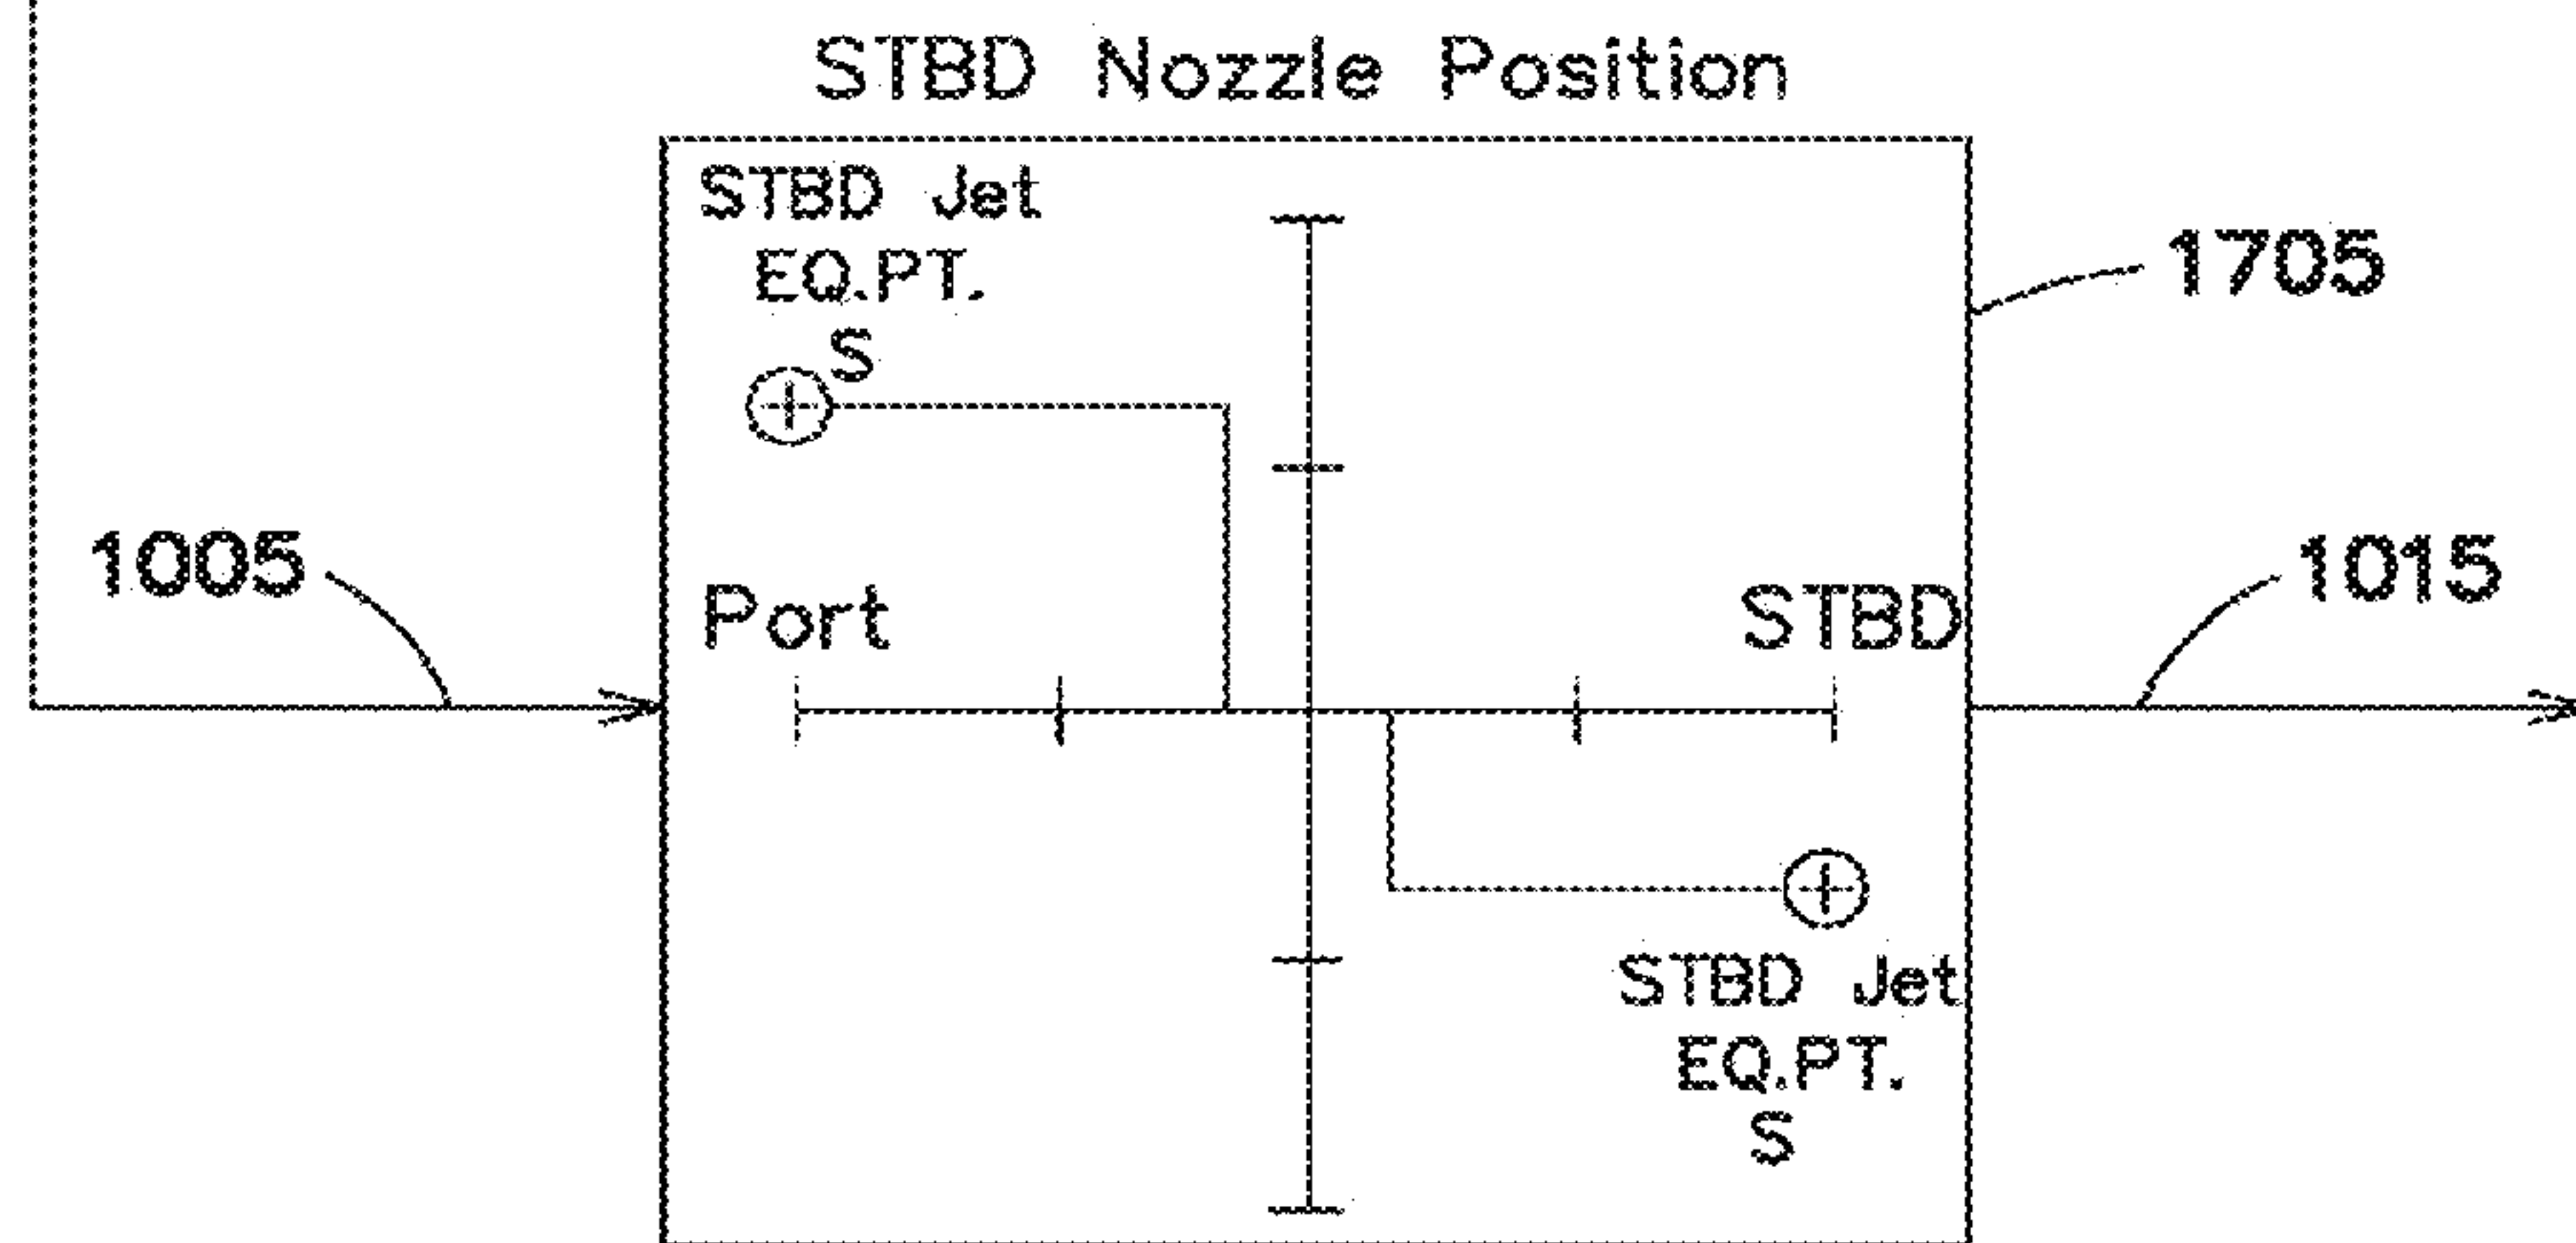 STBD Nozzle Position
STBD Jet
EQ.PT.
S
1705
1005
Port
STBD
1015
STBD Jet
EQ.PT.
S